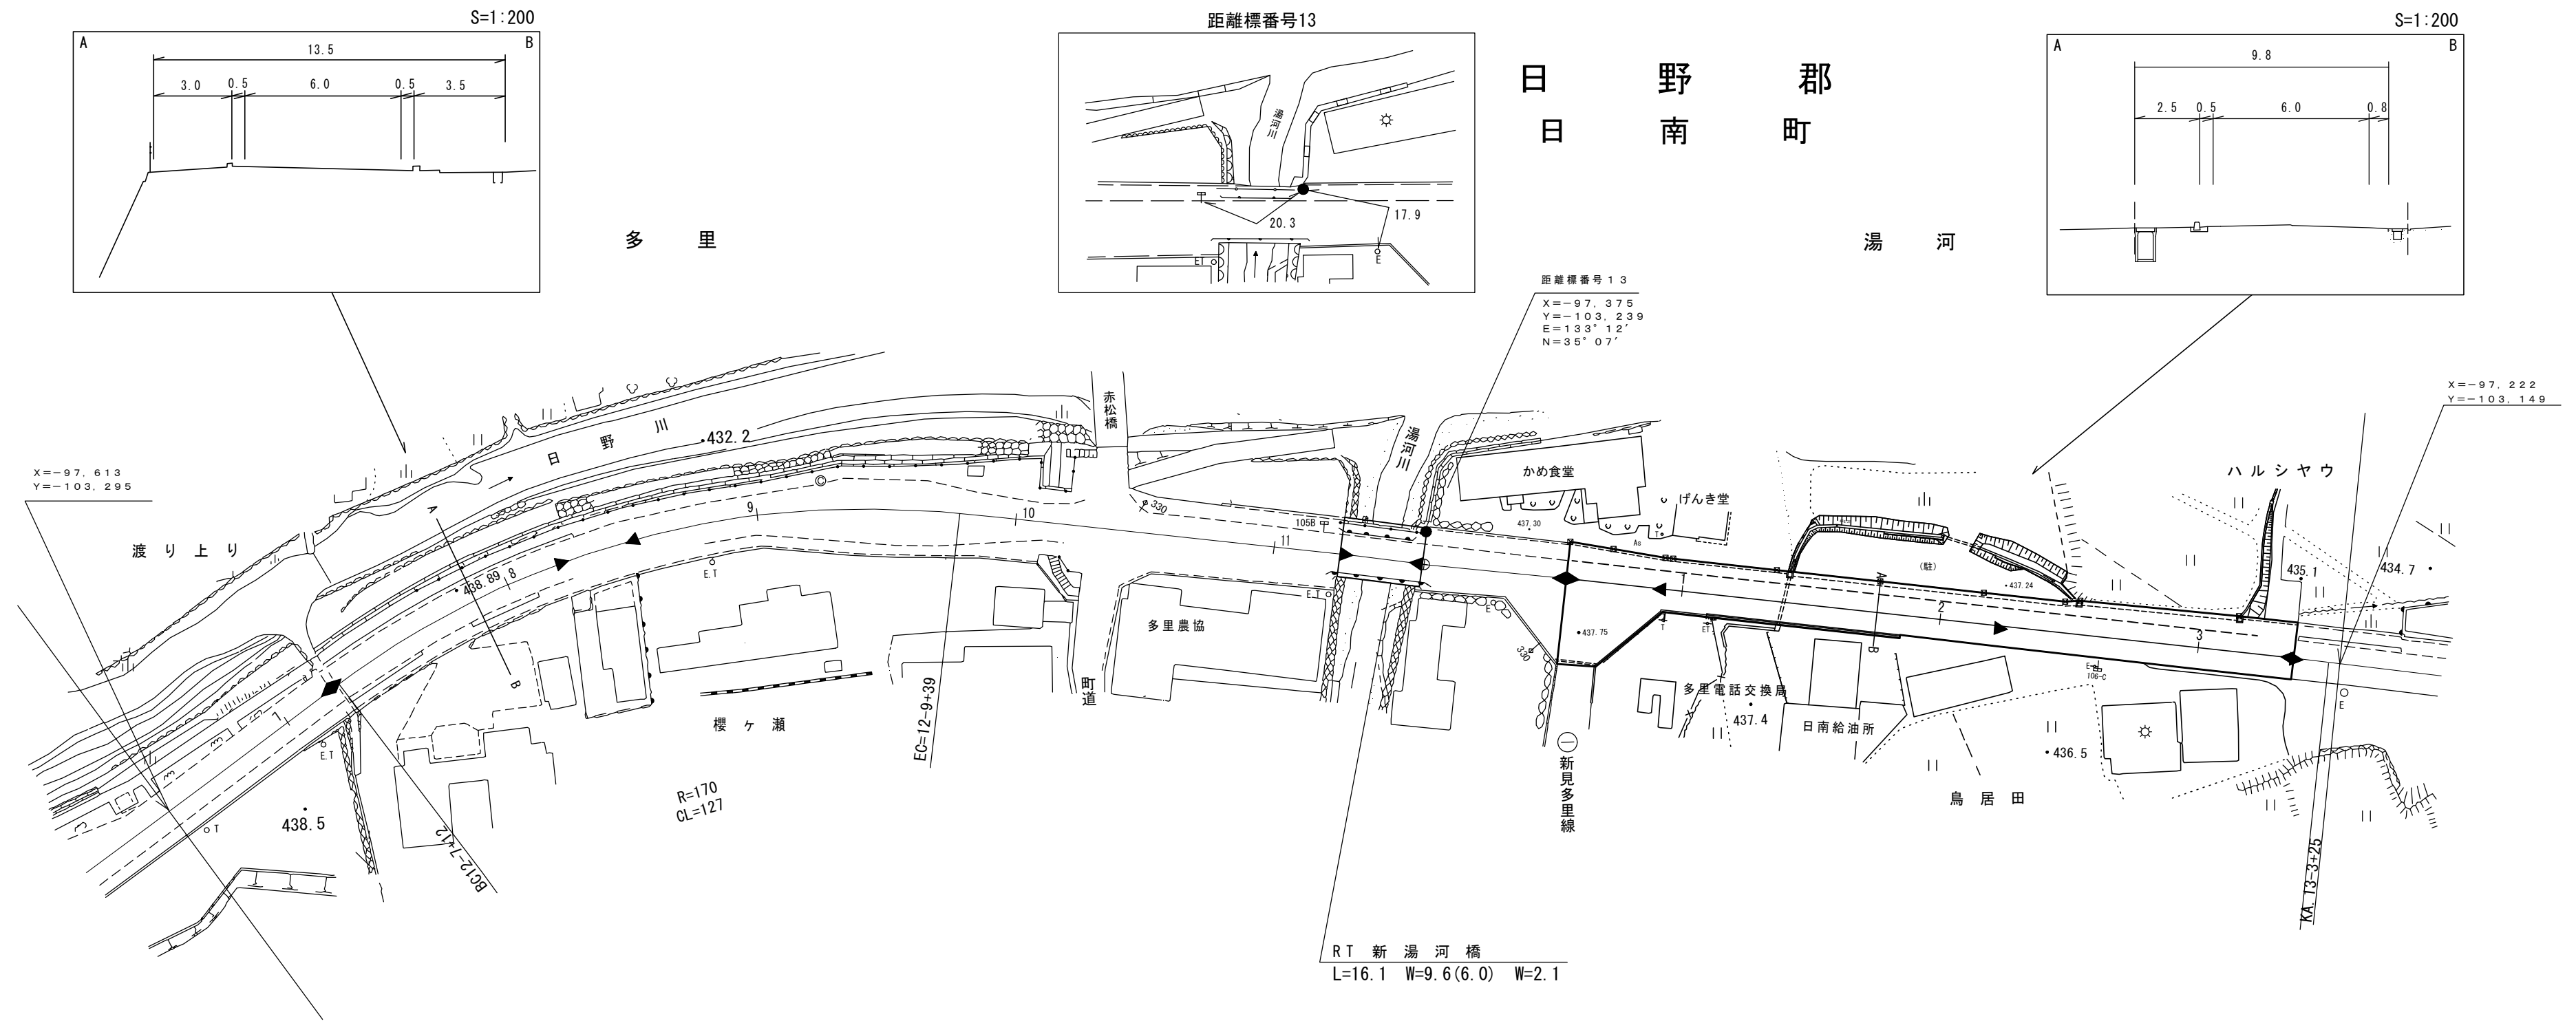 S=1:200
A
B
13.5
3.0
0.5
6.0
0.5
3.5
距離標番号13
湯河川
20.3
17.9
ET
E
日野郡
日南町
S=1:200
A
B
9.8
2.5
0.5
6.0
0.8
多里
湯河
距離標番号13
X=-97,375
Y=-103,239
E=133°12′
N=35°07′
X=-97,222
Y=-103,149
X=-97,613
Y=-103,295
渡り上り
日野川
432.2
赤松橋
湯河川
かめ食堂
げんき堂
ハルシヤウ
A
438.89
7
8
9
10
11
330
105B
437.30
T
As
(駐)
A
437.24
1
2
3
435.1
434.7
E.T
E.T
E.T
E
437.75
330
T
ET
B
E
106-C
E
B
多里農協
町道
櫻ヶ瀬
EC=12-9+39
R=170
CL=127
BC12-7+12
T
438.5
一
新見多里線
多里電話交換局
437.4
日南給油所
436.5
鳥居田
KA.13-3+25
RT 新湯河橋
L=16.1 W=9.6(6.0) W=2.1